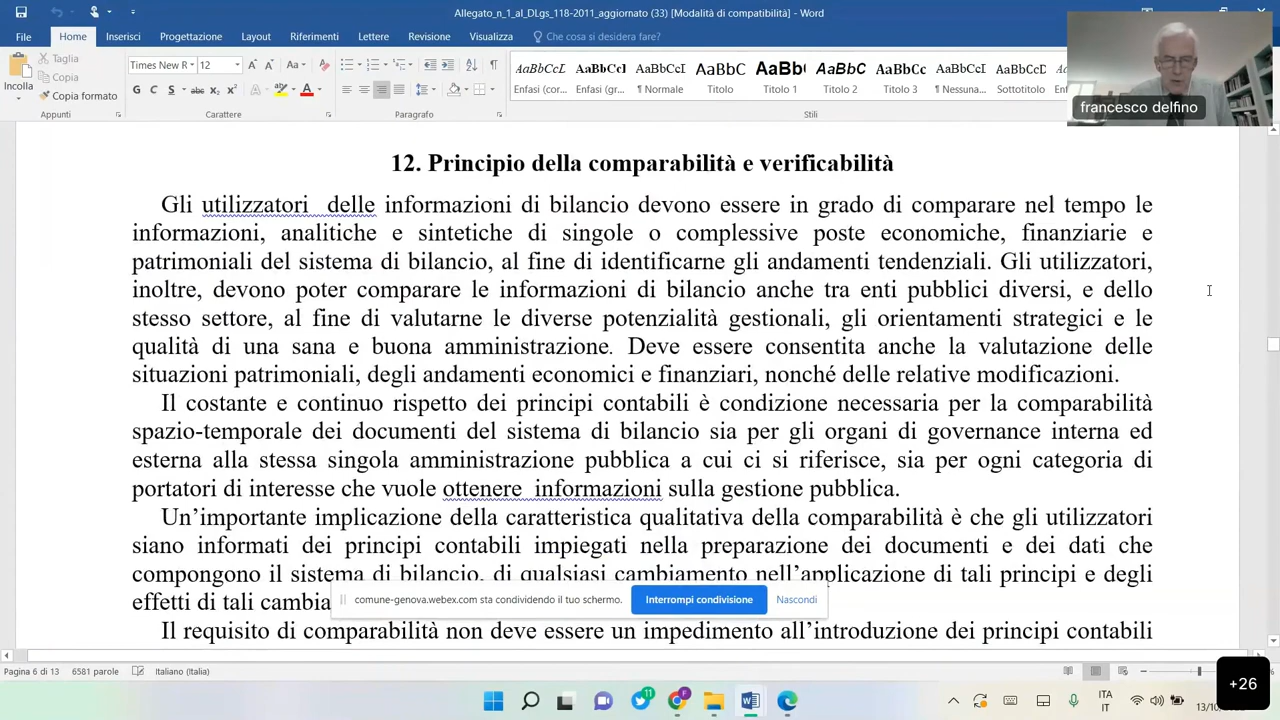 Allegato_n_1_al_DLgs_118-2011_aggiornato (33) [Modalità di compatibilità] - Word
File Home Inserisci Progettazione Layout Riferimenti Lettere Revisione Visualizza Che cosa si desidera fare?
Incolla
Taglia
Copia
Copia formato
Appunti
Times New R 12
G C S abc x₂ x²
Carattere
Paragrafo
AaBbCcD AaBbCcI AaBbCcD AaBbC AaBb( AaBbC AaBbCc AaBbCcD AaBbCcD
Enfasi (cor... Enfasi (gr... ¶ Normale Titolo Titolo 1 Titolo 2 Titolo 3 ¶ Nessuna... Sottotitolo
Stili
francesco delfino
12. Principio della comparabilità e verificabilità
Gli utilizzatori delle informazioni di bilancio devono essere in grado di comparare nel tempo le
informazioni, analitiche e sintetiche di singole o complessive poste economiche, finanziarie e
patrimoniali del sistema di bilancio, al fine di identificarne gli andamenti tendenziali. Gli utilizzatori,
inoltre, devono poter comparare le informazioni di bilancio anche tra enti pubblici diversi, e dello
stesso settore, al fine di valutarne le diverse potenzialità gestionali, gli orientamenti strategici e le
qualità di una sana e buona amministrazione. Deve essere consentita anche la valutazione delle
situazioni patrimoniali, degli andamenti economici e finanziari, nonché delle relative modificazioni.
Il costante e continuo rispetto dei principi contabili è condizione necessaria per la comparabilità
spazio-temporale dei documenti del sistema di bilancio sia per gli organi di governance interna ed
esterna alla stessa singola amministrazione pubblica a cui ci si riferisce, sia per ogni categoria di
portatori di interesse che vuole ottenere informazioni sulla gestione pubblica.
Un’importante implicazione della caratteristica qualitativa della comparabilità è che gli utilizzatori
siano informati dei principi contabili impiegati nella preparazione dei documenti e dei dati che
compongono il sistema di bilancio, di qualsiasi cambiamento nell’applicazione di tali principi e degli
effetti di tali cambia
comune-genova.webex.com sta condividendo il tuo schermo. Interrompi condivisione Nascondi
Il requisito di comparabilità non deve essere un impedimento all’introduzione dei principi contabili
Pagina 6 di 13 6581 parole Italiano (Italia)
+26
11
ITA
IT
13/10/